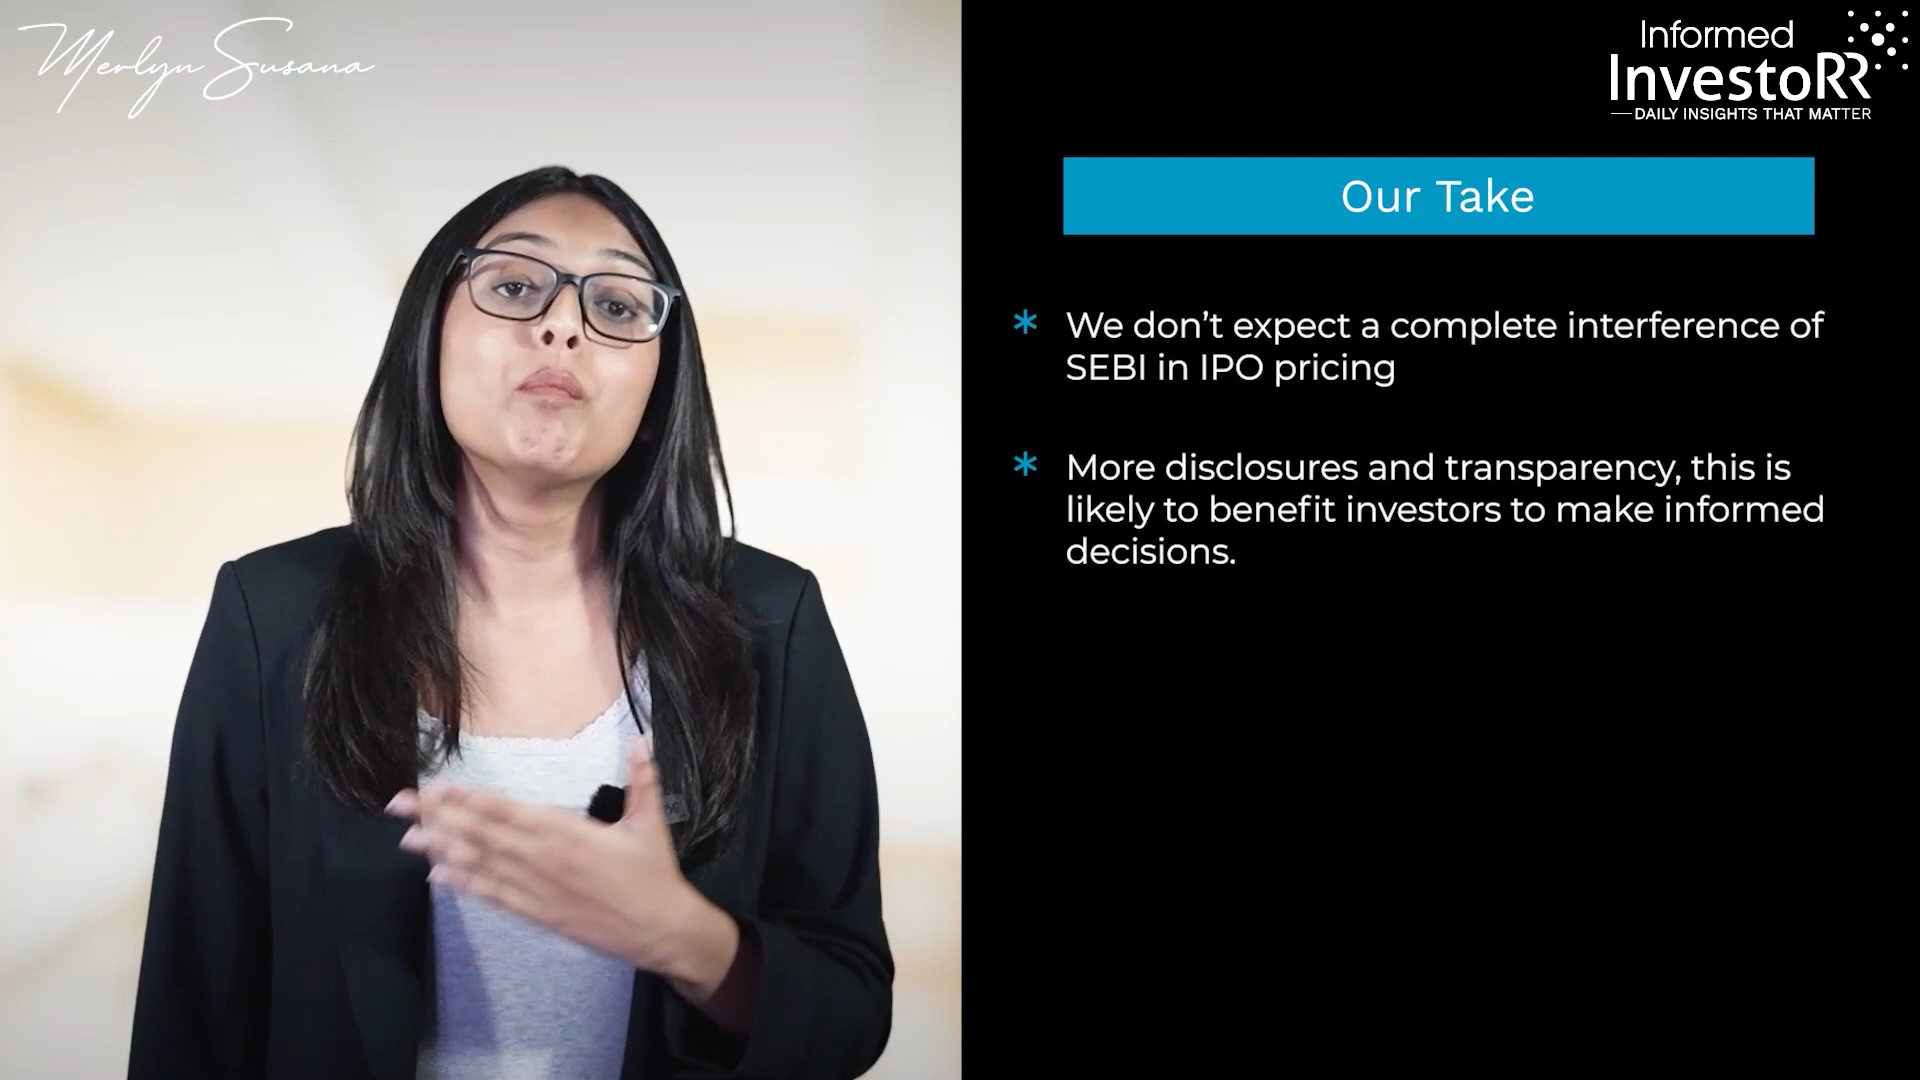 Merlyn Susana
Informed
InvestoRR
DAILY INSIGHTS THAT MATTER
Our Take
* We don’t expect a complete interference of
SEBI in IPO pricing
* More disclosures and transparency, this is
likely to benefit investors to make informed
decisions.